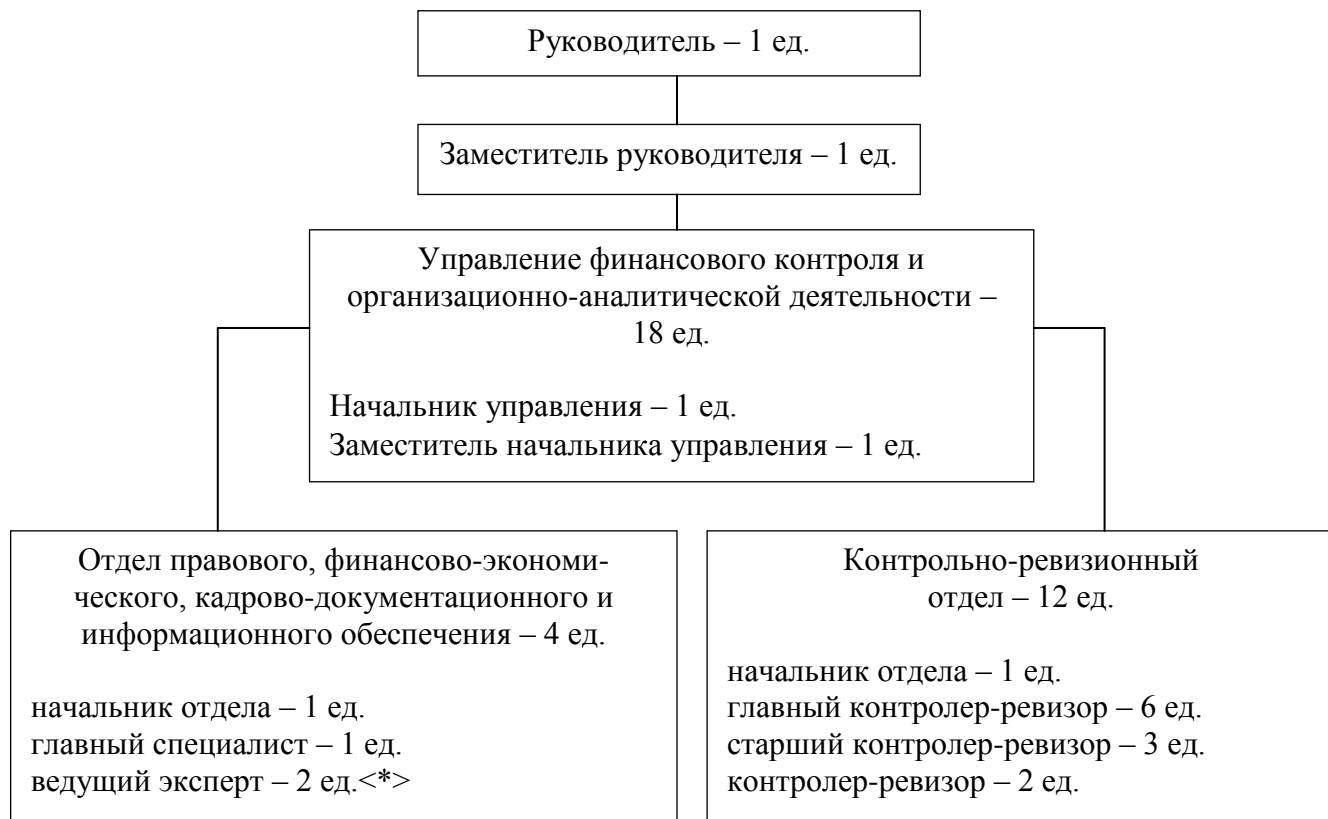 Руководитель – 1 ед.
Заместитель руководителя – 1 ед.
Управление финансового контроля и
организационно-аналитической деятельности –
18 ед.
Начальник управления – 1 ед.
Заместитель начальника управления – 1 ед.
Отдел правового, финансово-экономи-
ческого, кадрово-документационного и
информационного обеспечения – 4 ед.
начальник отдела – 1 ед.
главный специалист – 1 ед.
ведущий эксперт – 2 ед.<*>
Контрольно-ревизионный
отдел – 12 ед.
начальник отдела – 1 ед.
главный контролер-ревизор – 6 ед.
старший контролер-ревизор – 3 ед.
контролер-ревизор – 2 ед.